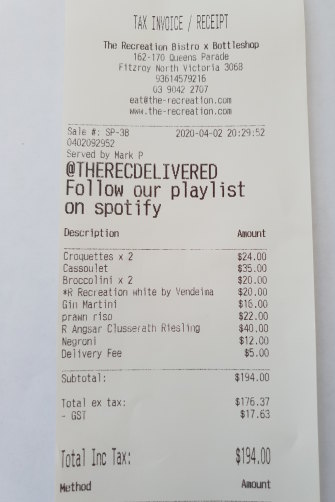 TAX INVOICE / RECEIPT
The Recreation Bistro x Bottleshop
162-170 Queens Parade
Fitzroy North Victoria 3068
93614579216
03 9042 2707
eat@the-recreation.com
www.the-recreation.com
Sale #: SP-38 2020-04-02 20:29:52
0402092952
Served by Mark P
@THERECDELIVERED
Follow our playlist
on spotify
Description Amount
Croquettes x 2 $24.00
Cassoulet $35.00
Broccolini x 2 $20.00
*R Recreation white by Vendeima $20.00
Gin Martini $16.00
prawn riso $22.00
R Angsar Clusserath Riesling $40.00
Negroni $12.00
Delivery Fee $5.00
Subtotal: $194.00
Total ex tax: $176.37
- GST $17.63
Total Inc Tax: $194.00
Method Amount